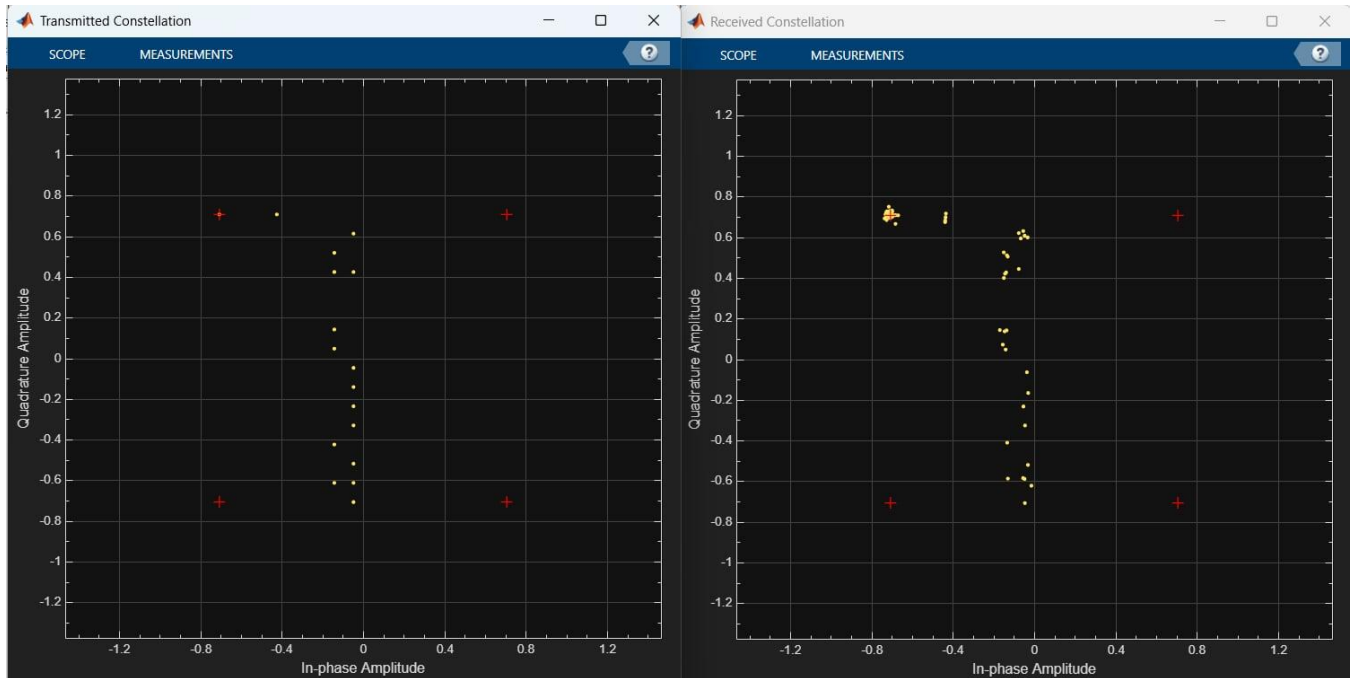 Transmitted Constellation
SCOPE MEASUREMENTS ?
1.2
1
0.8
0.6
0.4
0.2
0
-0.2
-0.4
-0.6
-0.8
-1
-1.2
Quadrature Amplitude
-1.2 -0.8 -0.4 0 0.4 0.8 1.2
In-phase Amplitude
Received Constellation
SCOPE MEASUREMENTS ?
1.2
1
0.8
0.6
0.4
0.2
0
-0.2
-0.4
-0.6
-0.8
-1
-1.2
Quadrature Amplitude
-1.2 -0.8 -0.4 0 0.4 0.8 1.2
In-phase Amplitude